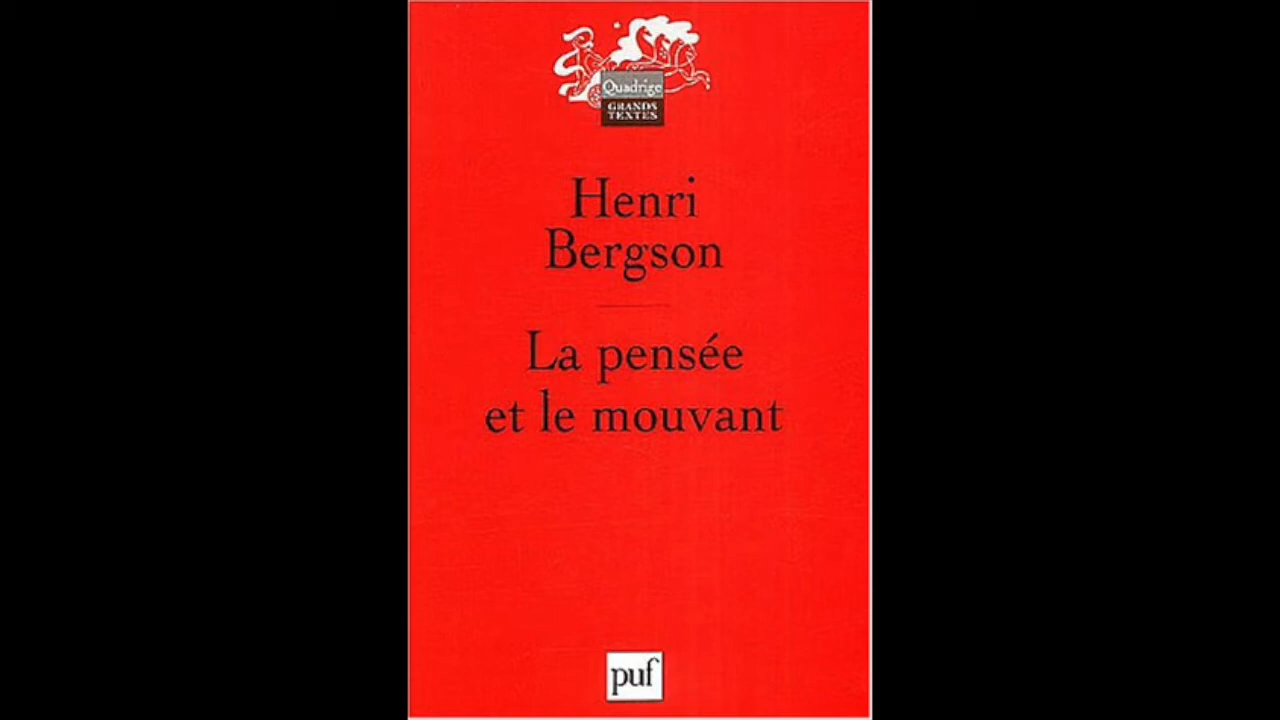 Quadrige
GRANDS
TEXTES
Henri
Bergson
La pensée
et le mouvant
puf